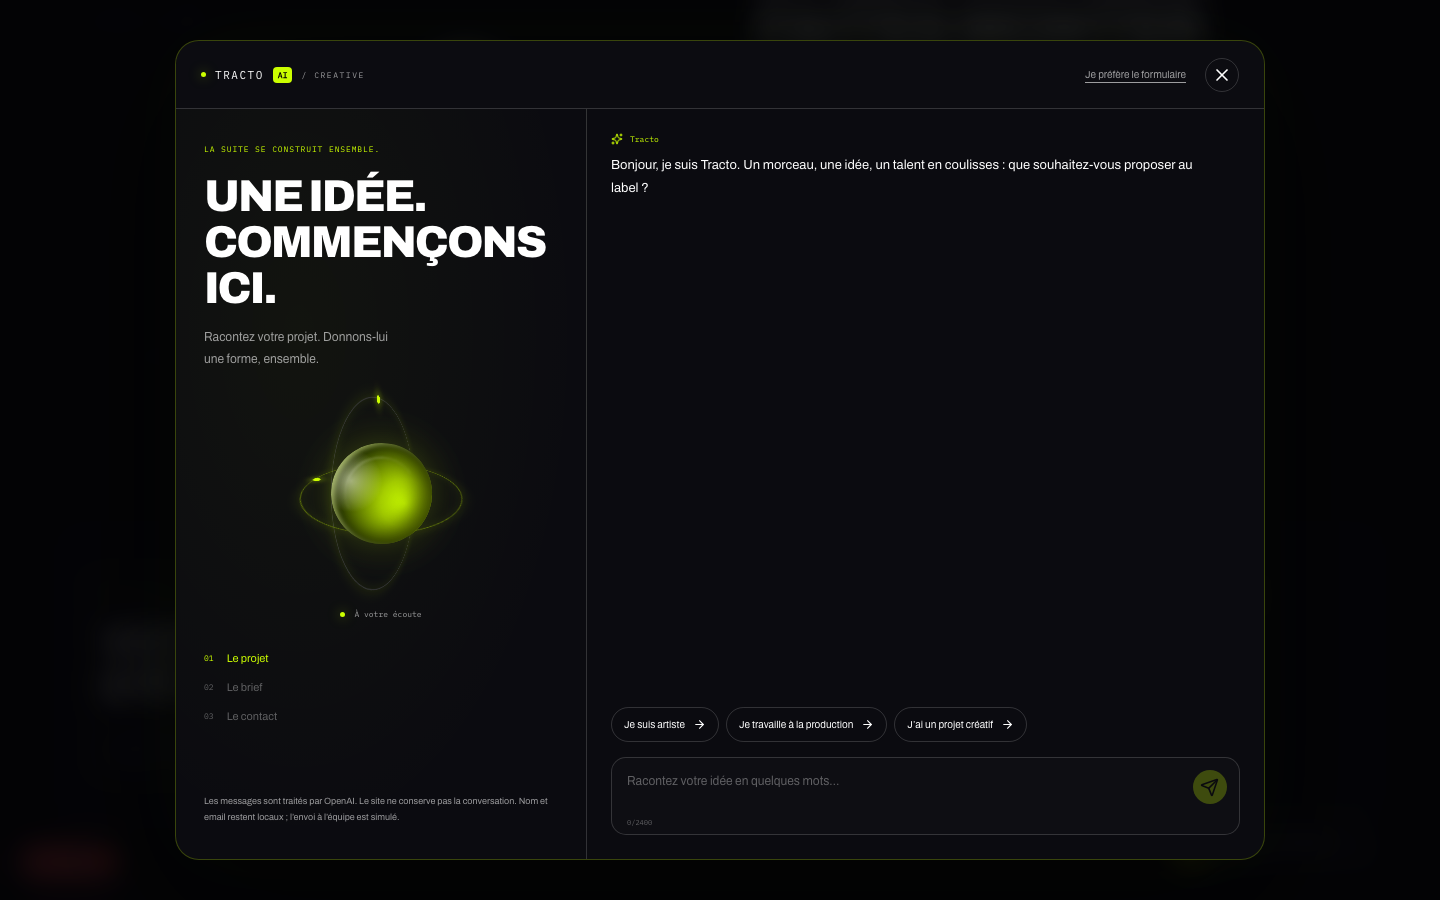 TRACTO AI / CREATIVE
Je préfère le formulaire
LA SUITE SE CONSTRUIT ENSEMBLE.
UNE IDÉE.
COMMENÇONS
ICI.
Racontez votre projet. Donnons-lui
une forme, ensemble.
À votre écoute
01 Le projet
02 Le brief
03 Le contact
Les messages sont traités par OpenAI. Le site ne conserve pas la conversation. Nom et
email restent locaux ; l’envoi à l’équipe est simulé.
Tracto
Bonjour, je suis Tracto. Un morceau, une idée, un talent en coulisses : que souhaitez-vous proposer au
label ?
Je suis artiste
Je travaille à la production
J’ai un projet créatif
Racontez votre idée en quelques mots…
0/2400